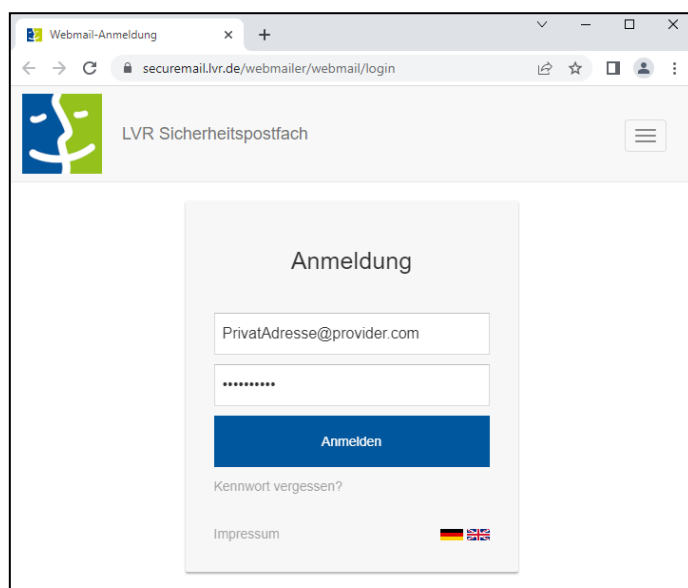 Webmail-Anmeldung
securemail.lvr.de/webmailer/webmail/login
LVR Sicherheitspostfach
Anmeldung
PrivatAdresse@provider.com
••••••••••
Anmelden
Kennwort vergessen?
Impressum